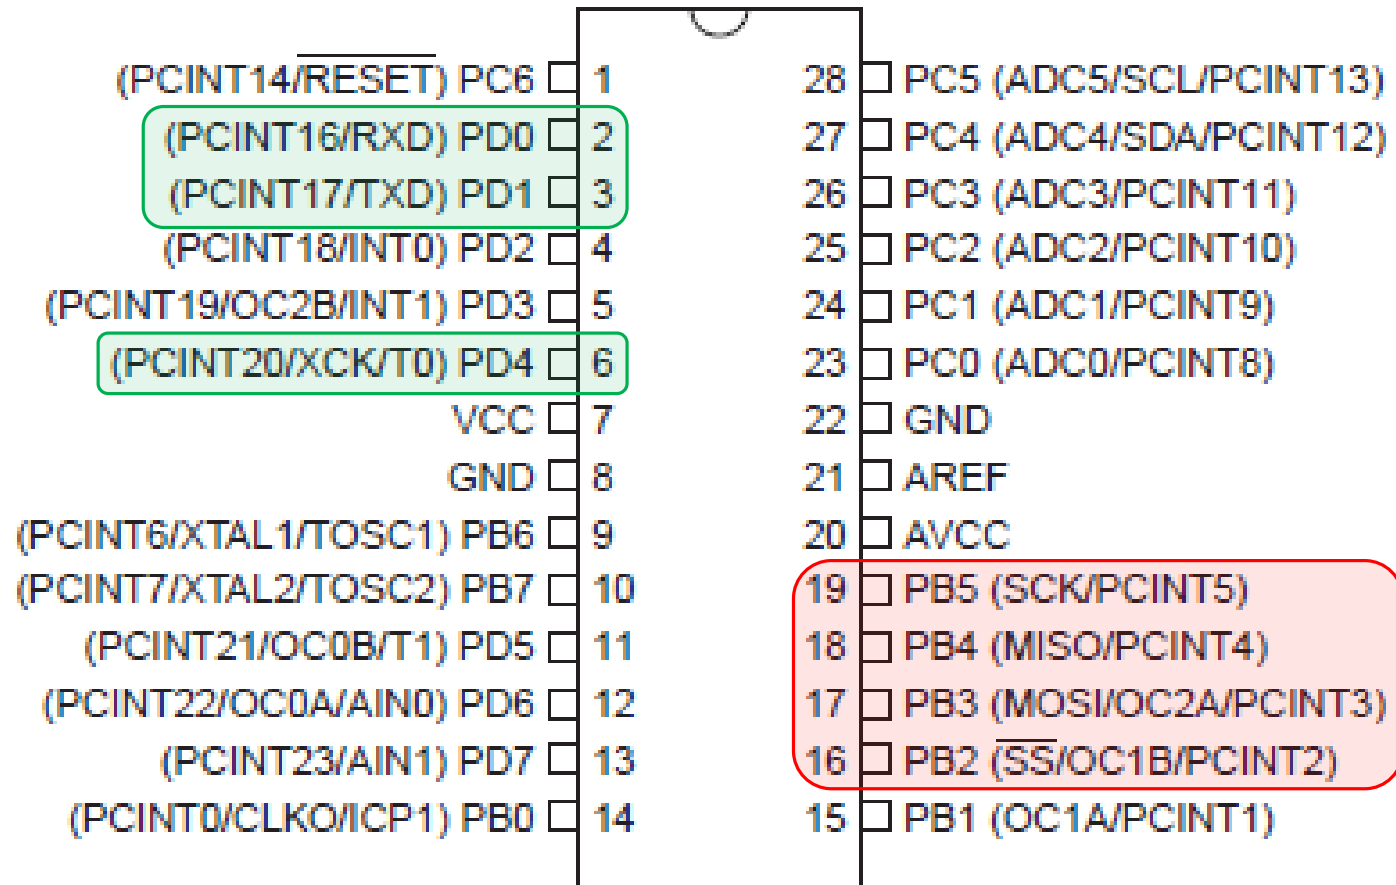 (PCINT14/RESET) PC6 1
(PCINT16/RXD) PD0 2
(PCINT17/TXD) PD1 3
(PCINT18/INT0) PD2 4
(PCINT19/OC2B/INT1) PD3 5
(PCINT20/XCK/T0) PD4 6
VCC 7
GND 8
(PCINT6/XTAL1/TOSC1) PB6 9
(PCINT7/XTAL2/TOSC2) PB7 10
(PCINT21/OC0B/T1) PD5 11
(PCINT22/OC0A/AIN0) PD6 12
(PCINT23/AIN1) PD7 13
(PCINT0/CLKO/ICP1) PB0 14
28 PC5 (ADC5/SCL/PCINT13)
27 PC4 (ADC4/SDA/PCINT12)
26 PC3 (ADC3/PCINT11)
25 PC2 (ADC2/PCINT10)
24 PC1 (ADC1/PCINT9)
23 PC0 (ADC0/PCINT8)
22 GND
21 AREF
20 AVCC
19 PB5 (SCK/PCINT5)
18 PB4 (MISO/PCINT4)
17 PB3 (MOSI/OC2A/PCINT3)
16 PB2 (SS/OC1B/PCINT2)
15 PB1 (OC1A/PCINT1)